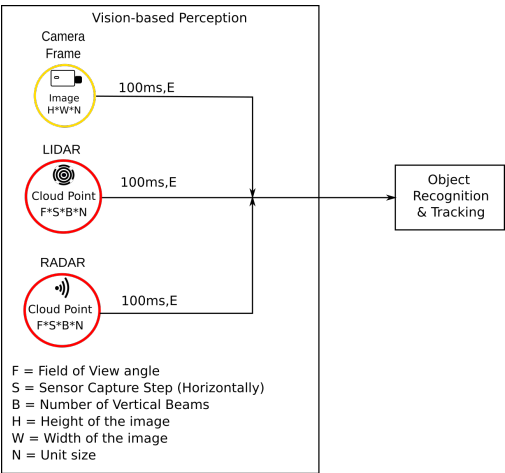 Vision-based Perception
Camera
Frame
Image
H*W*N
100ms,E
LIDAR
Cloud Point
F*S*B*N
100ms,E
Object
Recognition
& Tracking
RADAR
Cloud Point
F*S*B*N
100ms,E
F = Field of View angle
S = Sensor Capture Step (Horizontally)
B = Number of Vertical Beams
H = Height of the image
W = Width of the image
N = Unit size